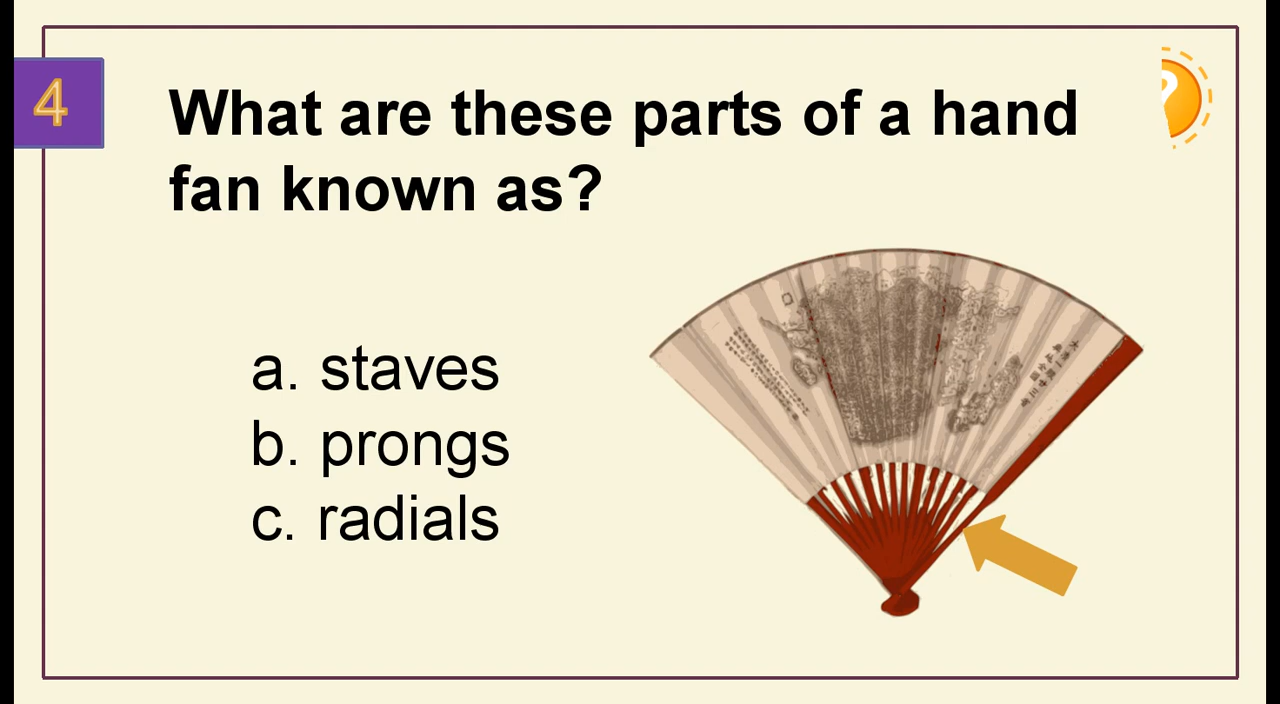 4
What are these parts of a hand
fan known as?
a. staves
b. prongs
c. radials